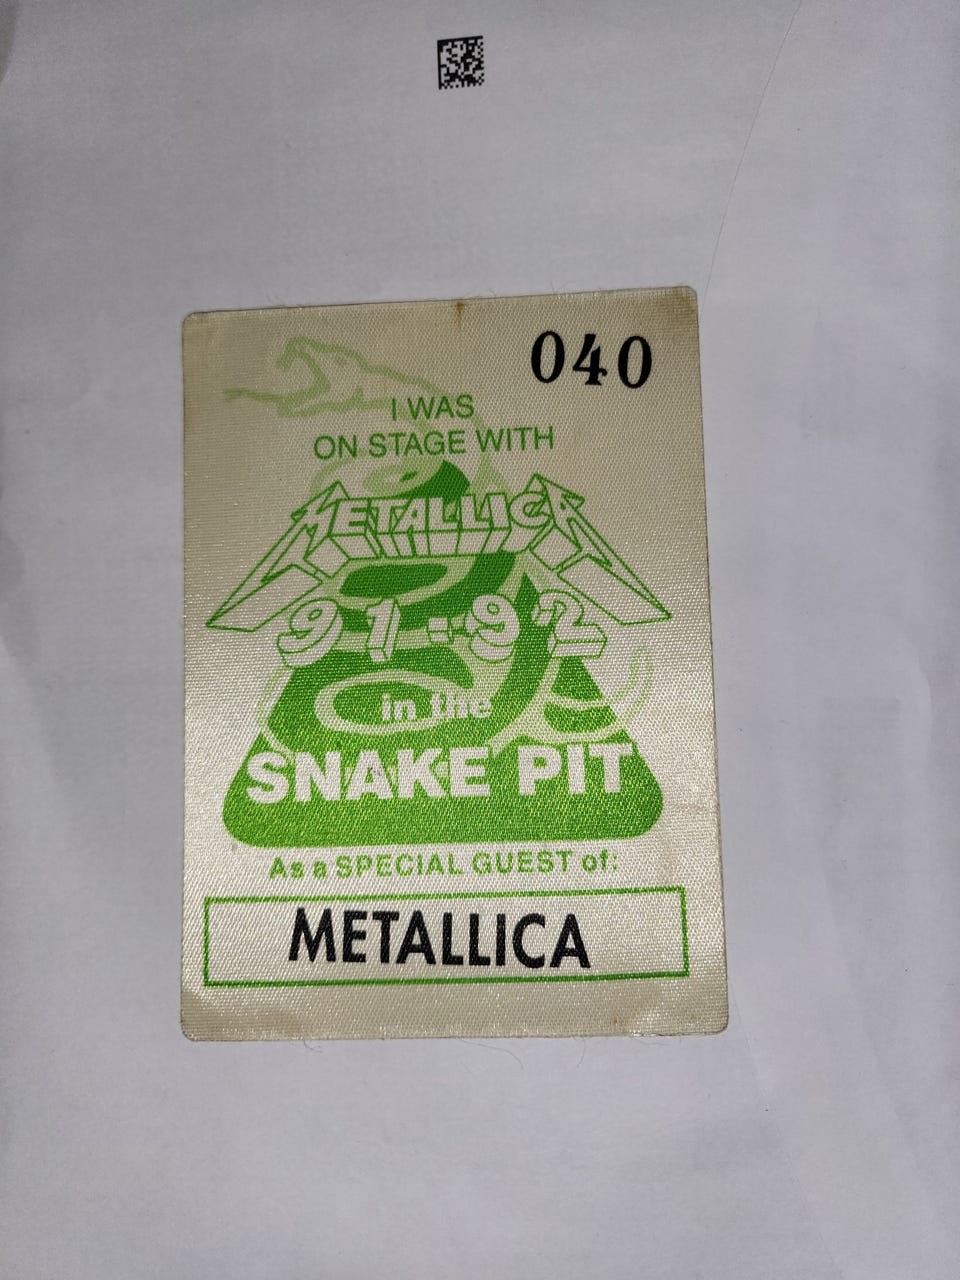 040
I WAS
ON STAGE WITH
METALLICA
91-92
in the
SNAKE PIT
As a SPECIAL GUEST of:
METALLICA